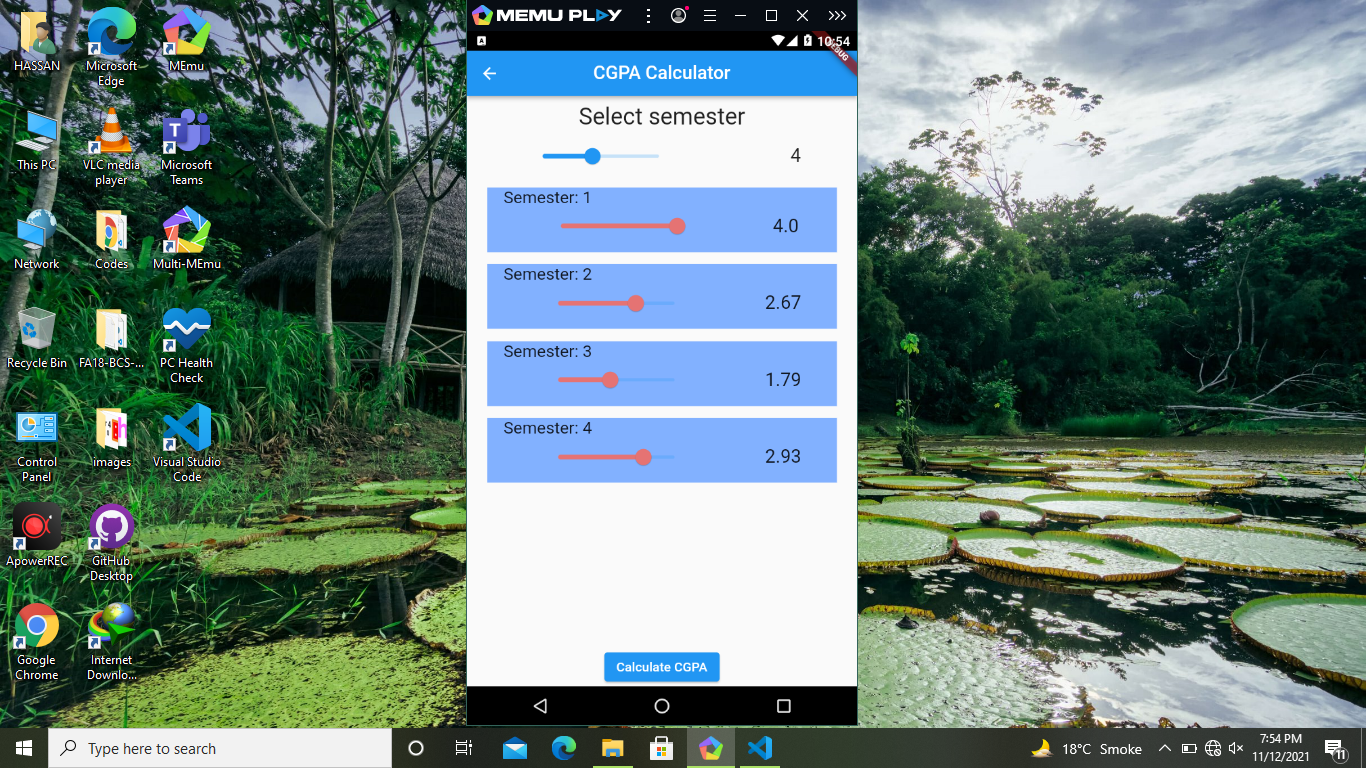 HASSAN
Microsoft
Edge
MEmu
This PC
VLC media
player
Microsoft
Teams
Network
Codes
Multi-MEmu
Recycle Bin
FA18-BCS-...
PC Health
Check
Control
Panel
images
Visual Studio
Code
ApowerREC
GitHub
Desktop
Google
Chrome
Internet
Downlo...
MEMU PLAY
A
10:54
DEBUG
CGPA Calculator
Select semester
4
Semester: 1
4.0
Semester: 2
2.67
Semester: 3
1.79
Semester: 4
2.93
Calculate CGPA
Type here to search
18°C Smoke
7:54 PM
11/12/2021
11